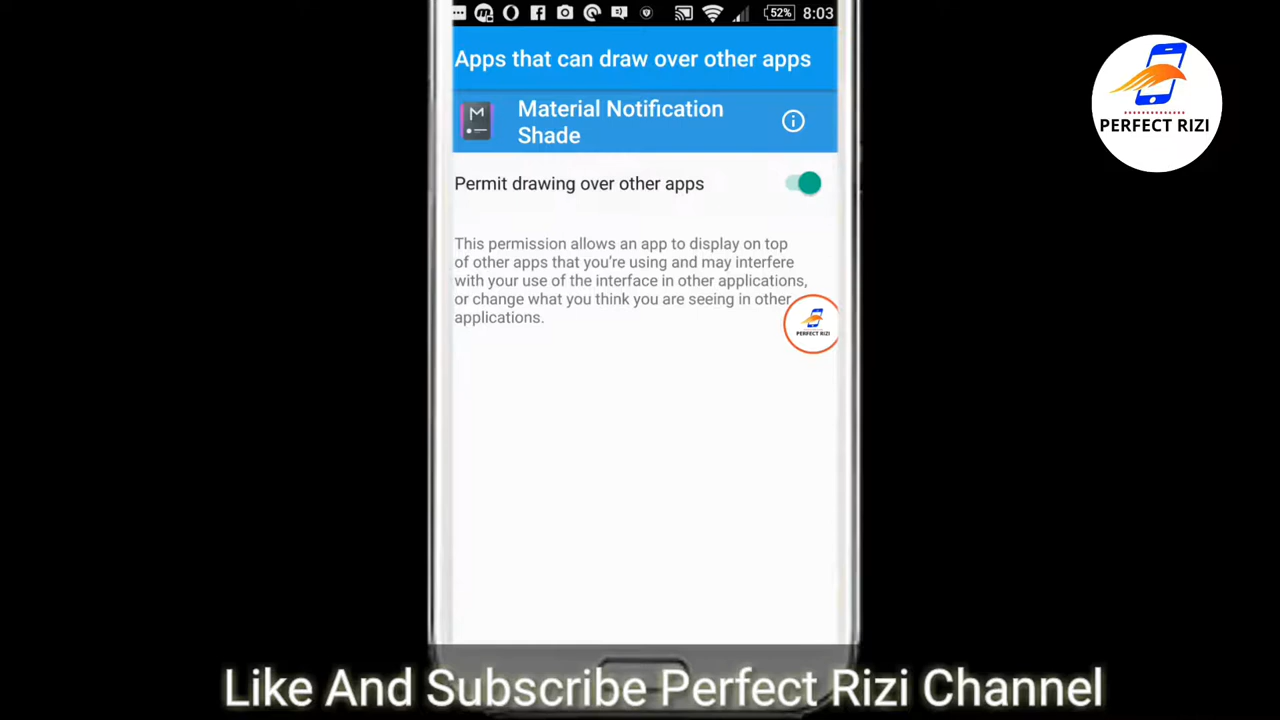 52%
8:03
Apps that can draw over other apps
Material Notification
Shade
Permit drawing over other apps
This permission allows an app to display on top
of other apps that you're using and may interfere
with your use of the interface in other applications,
or change what you think you are seeing in other
applications.
PERFECT RIZI
PERFECT RIZI
Like And Subscribe Perfect Rizi Channel